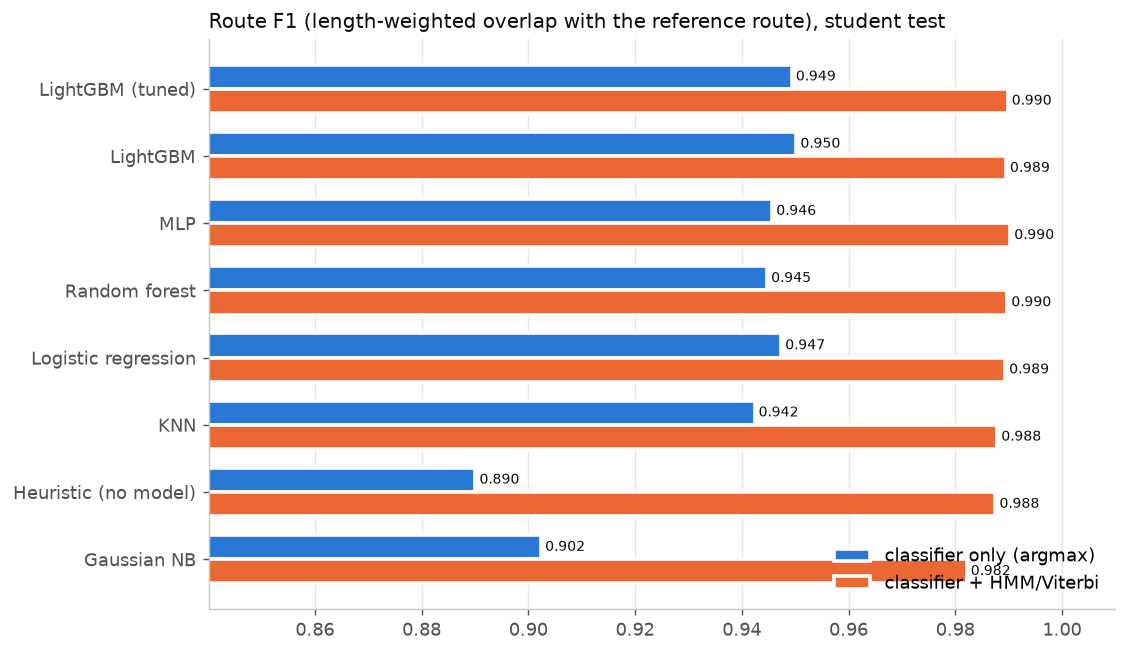 Route F1 (length-weighted overlap with the reference route), student test
LightGBM (tuned)
0.949
0.990
LightGBM
0.950
0.989
MLP
0.946
0.990
Random forest
0.945
0.990
Logistic regression
0.947
0.989
KNN
0.942
0.988
Heuristic (no model)
0.890
0.988
Gaussian NB
0.902
0.982
classifier only (argmax)
classifier + HMM/Viterbi
0.86 0.88 0.90 0.92 0.94 0.96 0.98 1.00